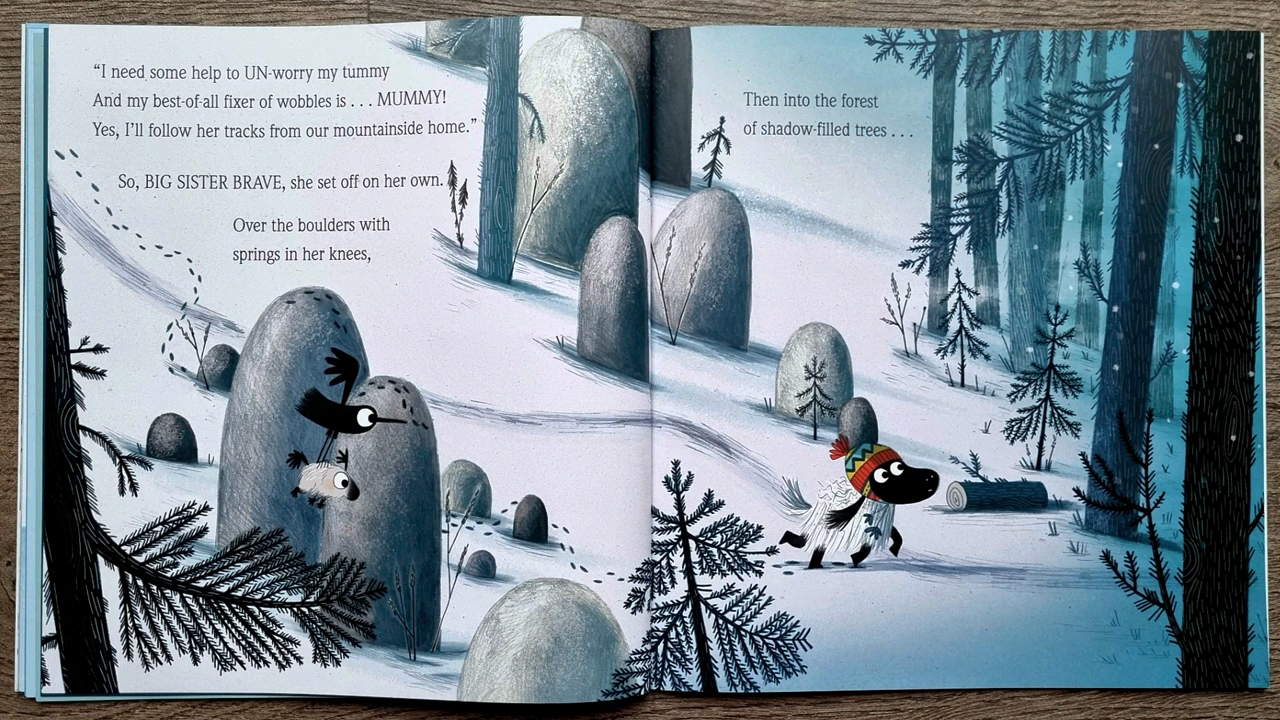 “I need some help to UN-worry my tummy
And my best-of-all fixer of wobbles is . . . MUMMY!
Yes, I’ll follow her tracks from our mountainside home.”
So, BIG SISTER BRAVE, she set off on her own.
Over the boulders with
springs in her knees,
Then into the forest
of shadow-filled trees . . .